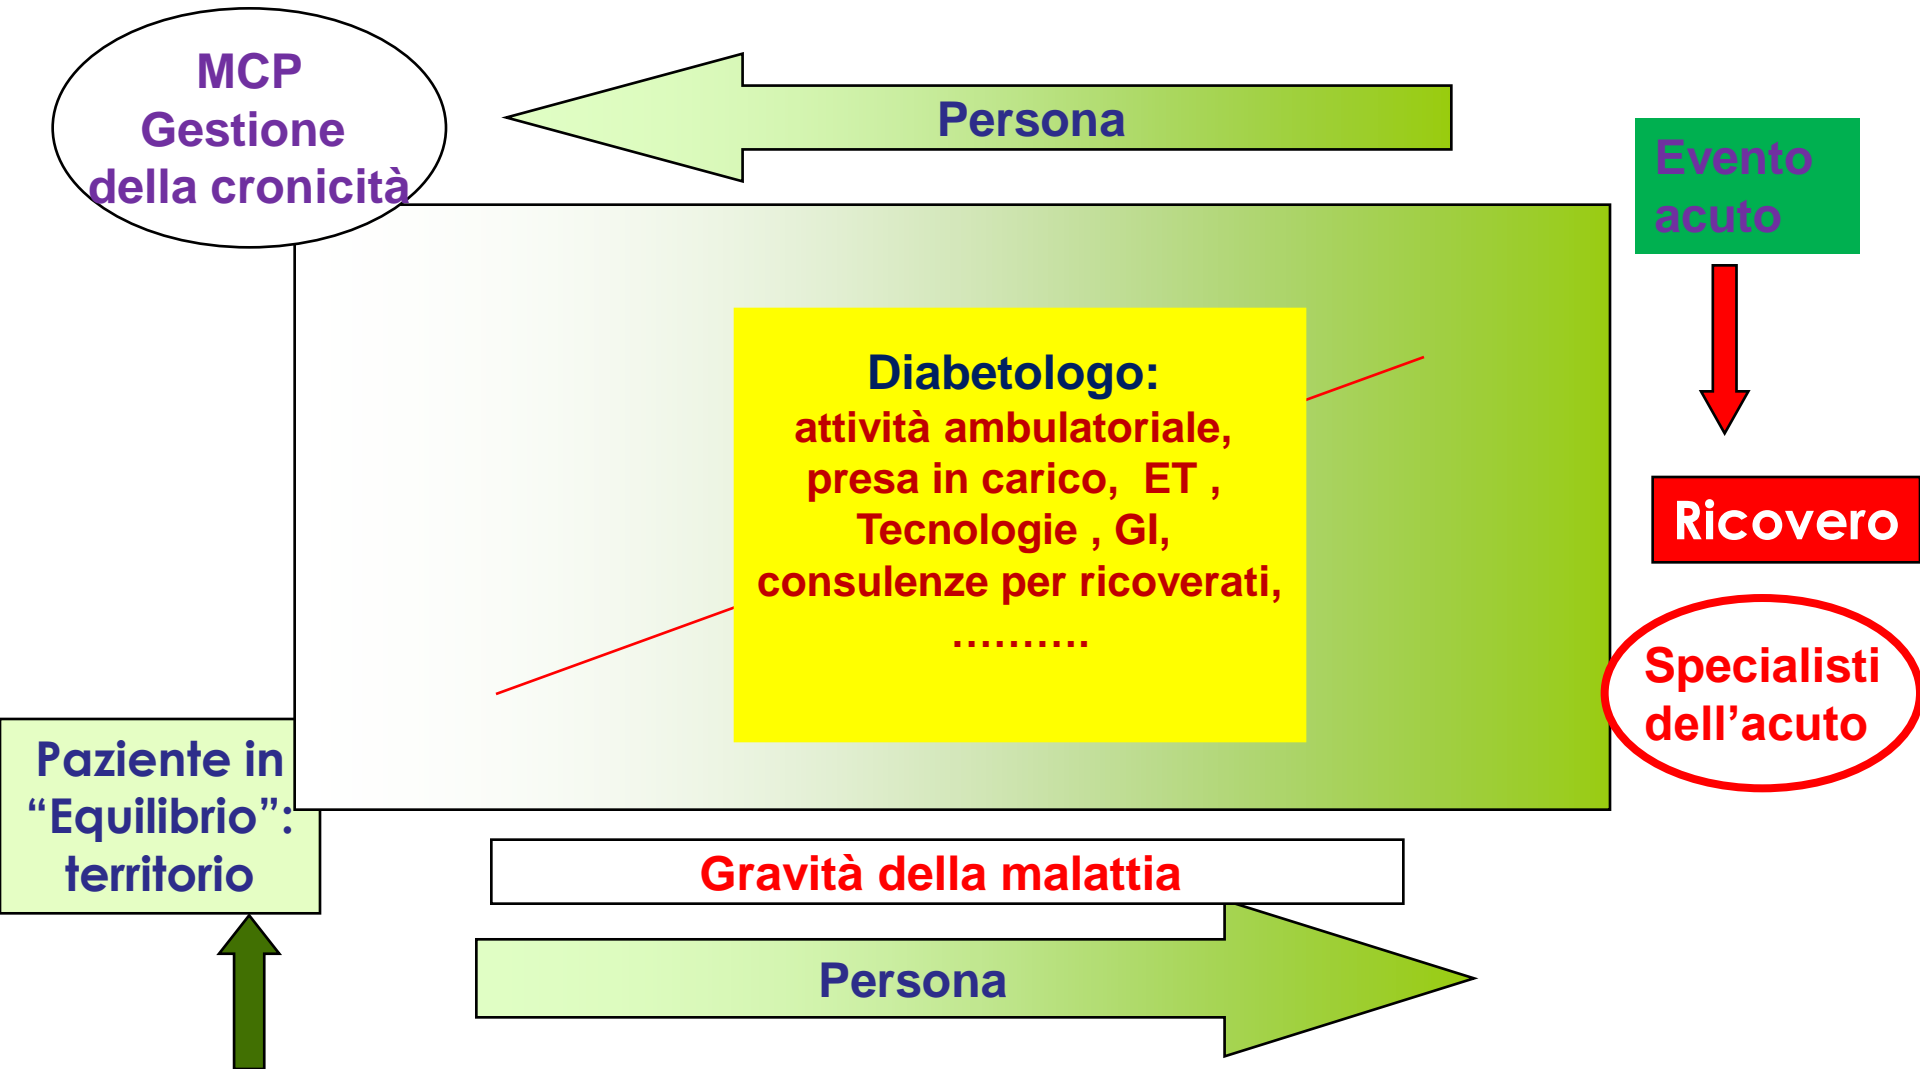 MCP
Gestione
della cronicità
Persona
Evento
acuto
Diabetologo:
attività ambulatoriale,
presa in carico,  ET ,
Tecnologie , GI,
consulenze per ricoverati,
……….
Ricovero
Specialisti
dell’acuto
Paziente in
“Equilibrio”:
territorio
Gravità della malattia
Persona